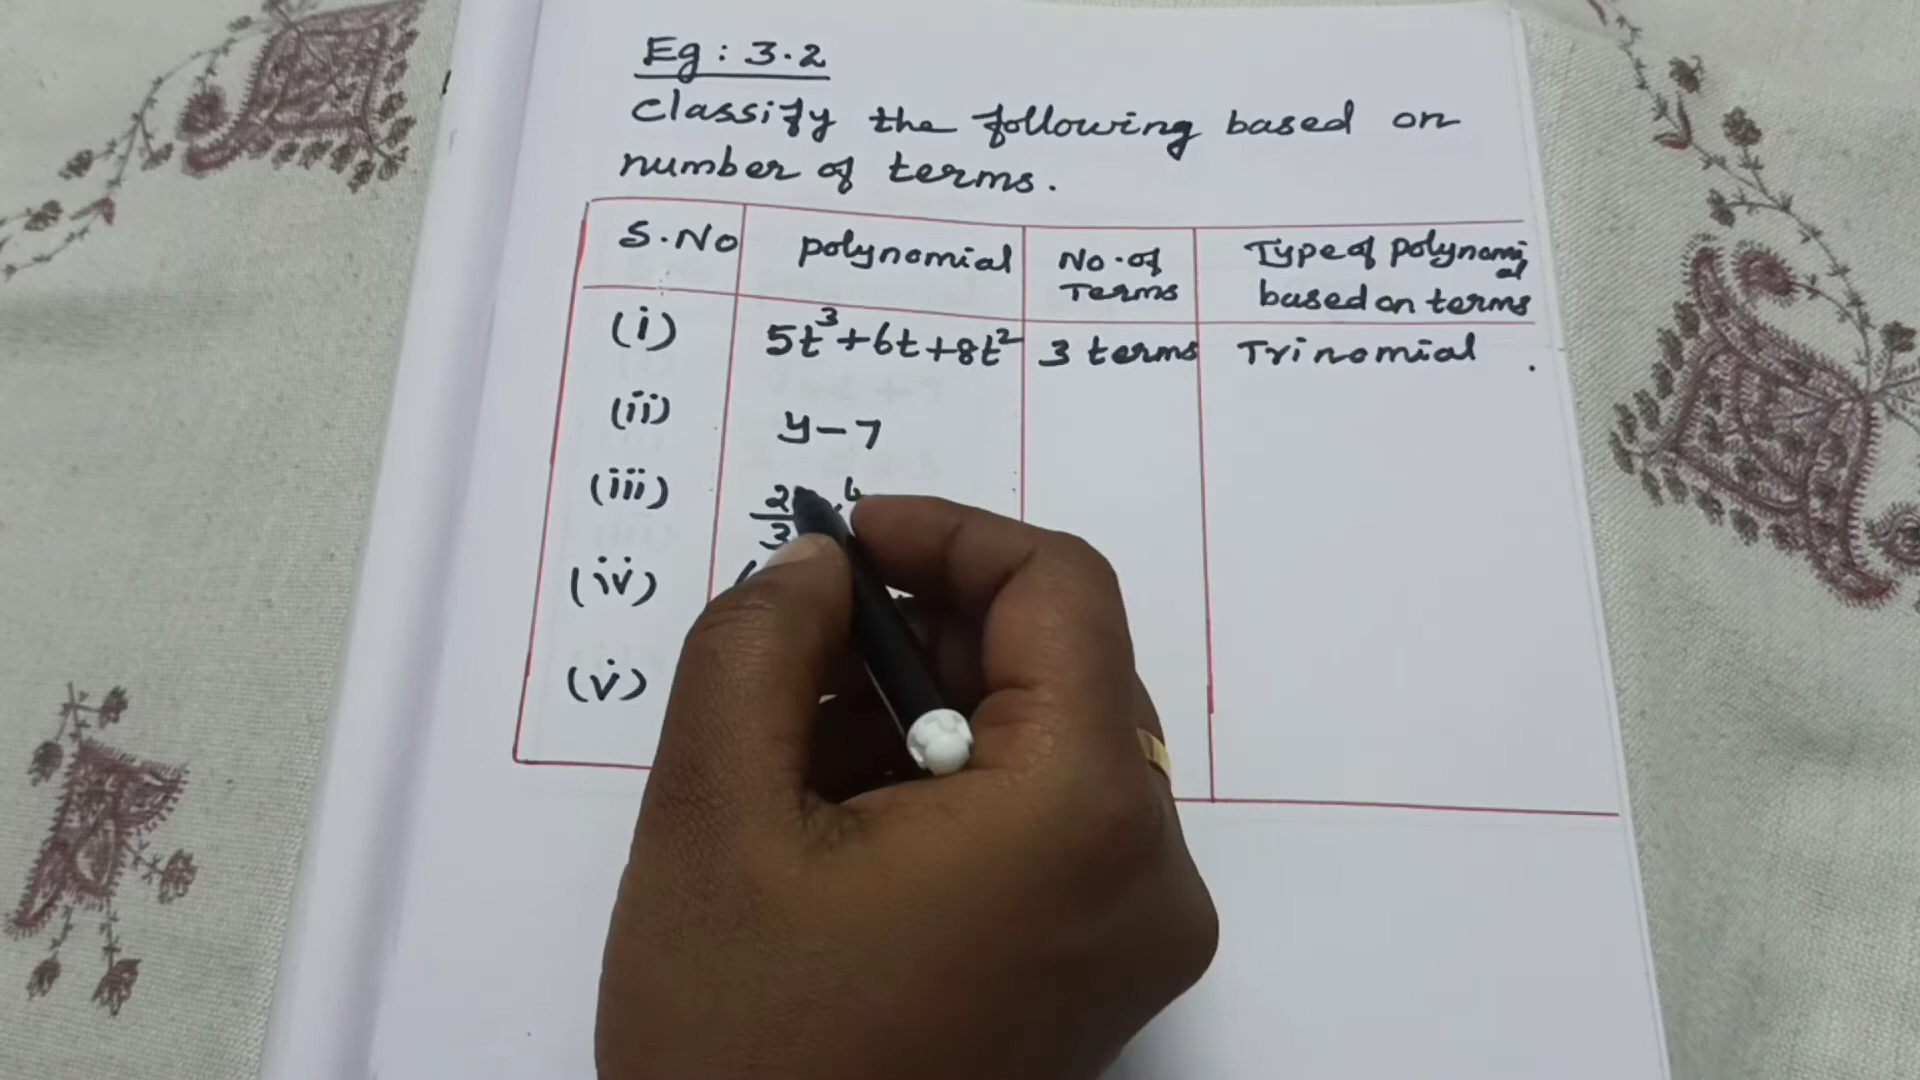 Eg : 3.2
Classify the following based on
number of terms.
S.No polynomial No. of Terms Type of Polynomial based on terms
(i) 5t³+6t+8t² 3 terms Trinomial .
(ii) y-7
(iii)
(iv)
(v)